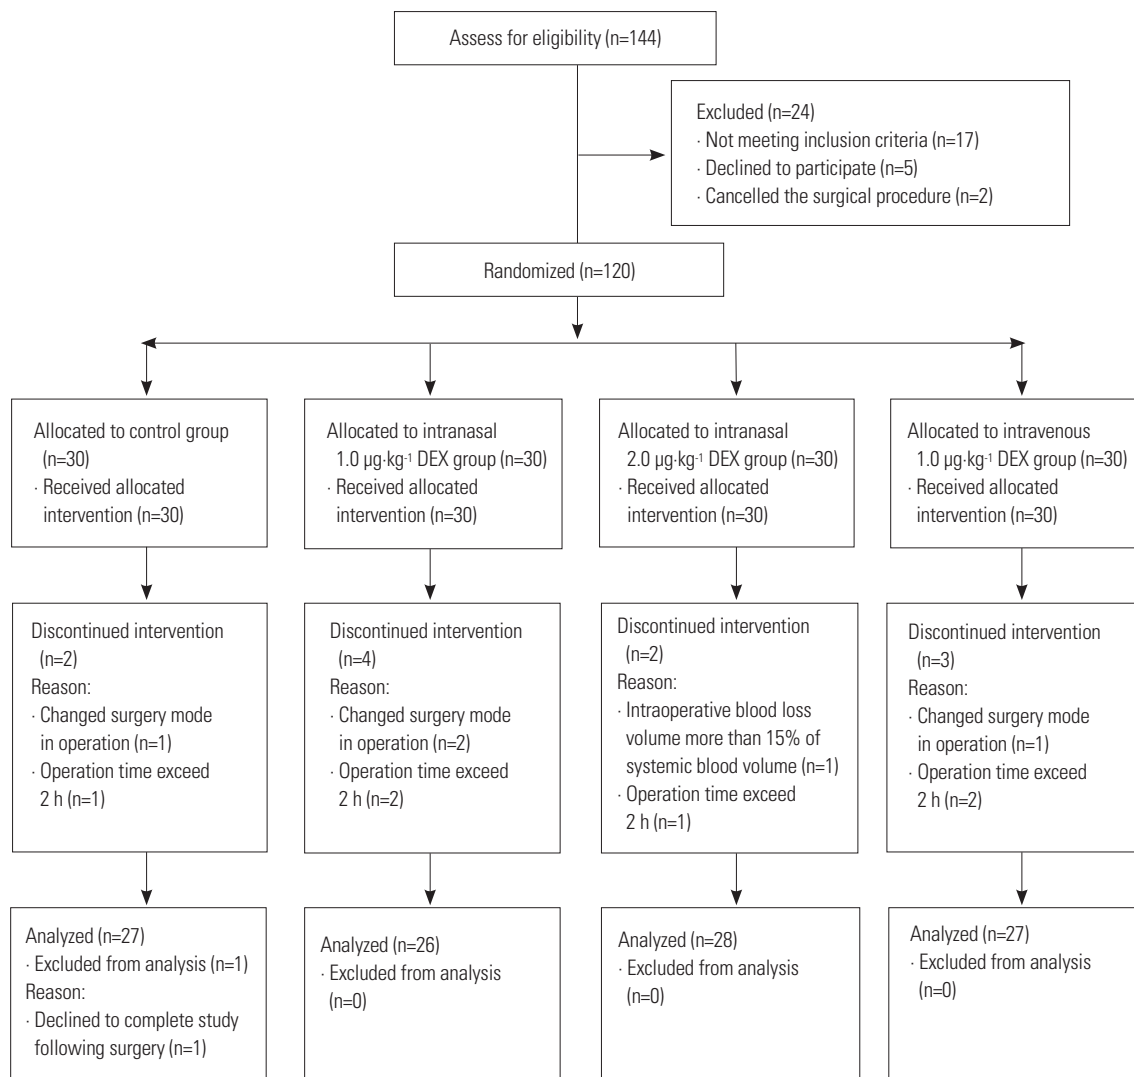 Assess for eligibility (n=144)
Excluded (n=24)
· Not meeting inclusion criteria (n=17)
· Declined to participate (n=5)
· Cancelled the surgical procedure (n=2)
Randomized (n=120)
Allocated to control group
(n=30)
· Received allocated
intervention (n=30)
Allocated to intranasal
1.0 µg·kg⁻¹ DEX group (n=30)
· Received allocated
intervention (n=30)
Allocated to intranasal
2.0 µg·kg⁻¹ DEX group (n=30)
· Received allocated
intervention (n=30)
Allocated to intravenous
1.0 µg·kg⁻¹ DEX group (n=30)
· Received allocated
intervention (n=30)
Discontinued intervention
(n=2)
Reason:
· Changed surgery mode
in operation (n=1)
· Operation time exceed
2 h (n=1)
Discontinued intervention
(n=4)
Reason:
· Changed surgery mode
in operation (n=2)
· Operation time exceed
2 h (n=2)
Discontinued intervention
(n=2)
Reason:
· Intraoperative blood loss
volume more than 15% of
systemic blood volume (n=1)
· Operation time exceed
2 h (n=1)
Discontinued intervention
(n=3)
Reason:
· Changed surgery mode
in operation (n=1)
· Operation time exceed
2 h (n=2)
Analyzed (n=27)
· Excluded from analysis (n=1)
Reason:
· Declined to complete study
following surgery (n=1)
Analyzed (n=26)
· Excluded from analysis
(n=0)
Analyzed (n=28)
· Excluded from analysis
(n=0)
Analyzed (n=27)
· Excluded from analysis
(n=0)